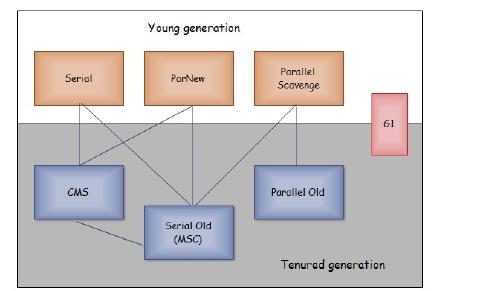 Young generation
Serial
ParNew
Parallel
Scavenge
G1
CMS
Parallel Old
Serial Old
(MSC)
Tenured generation